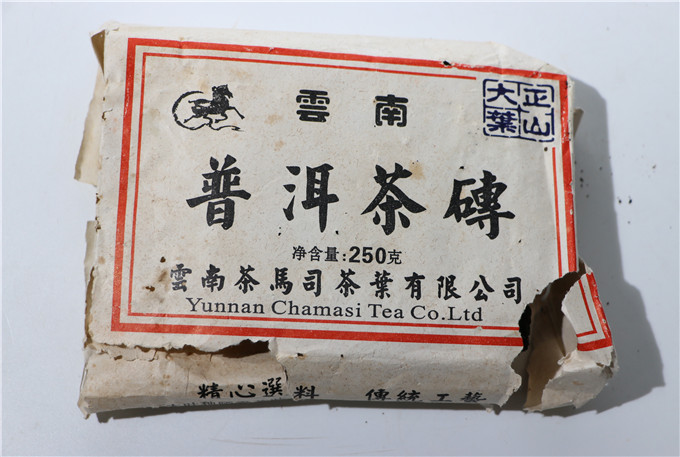 雲南
正山
大葉
普洱茶磚
净含量:250克
雲南茶馬司茶葉有限公司
Yunnan Chamasi Tea Co.Ltd
精心選料 傳統工藝